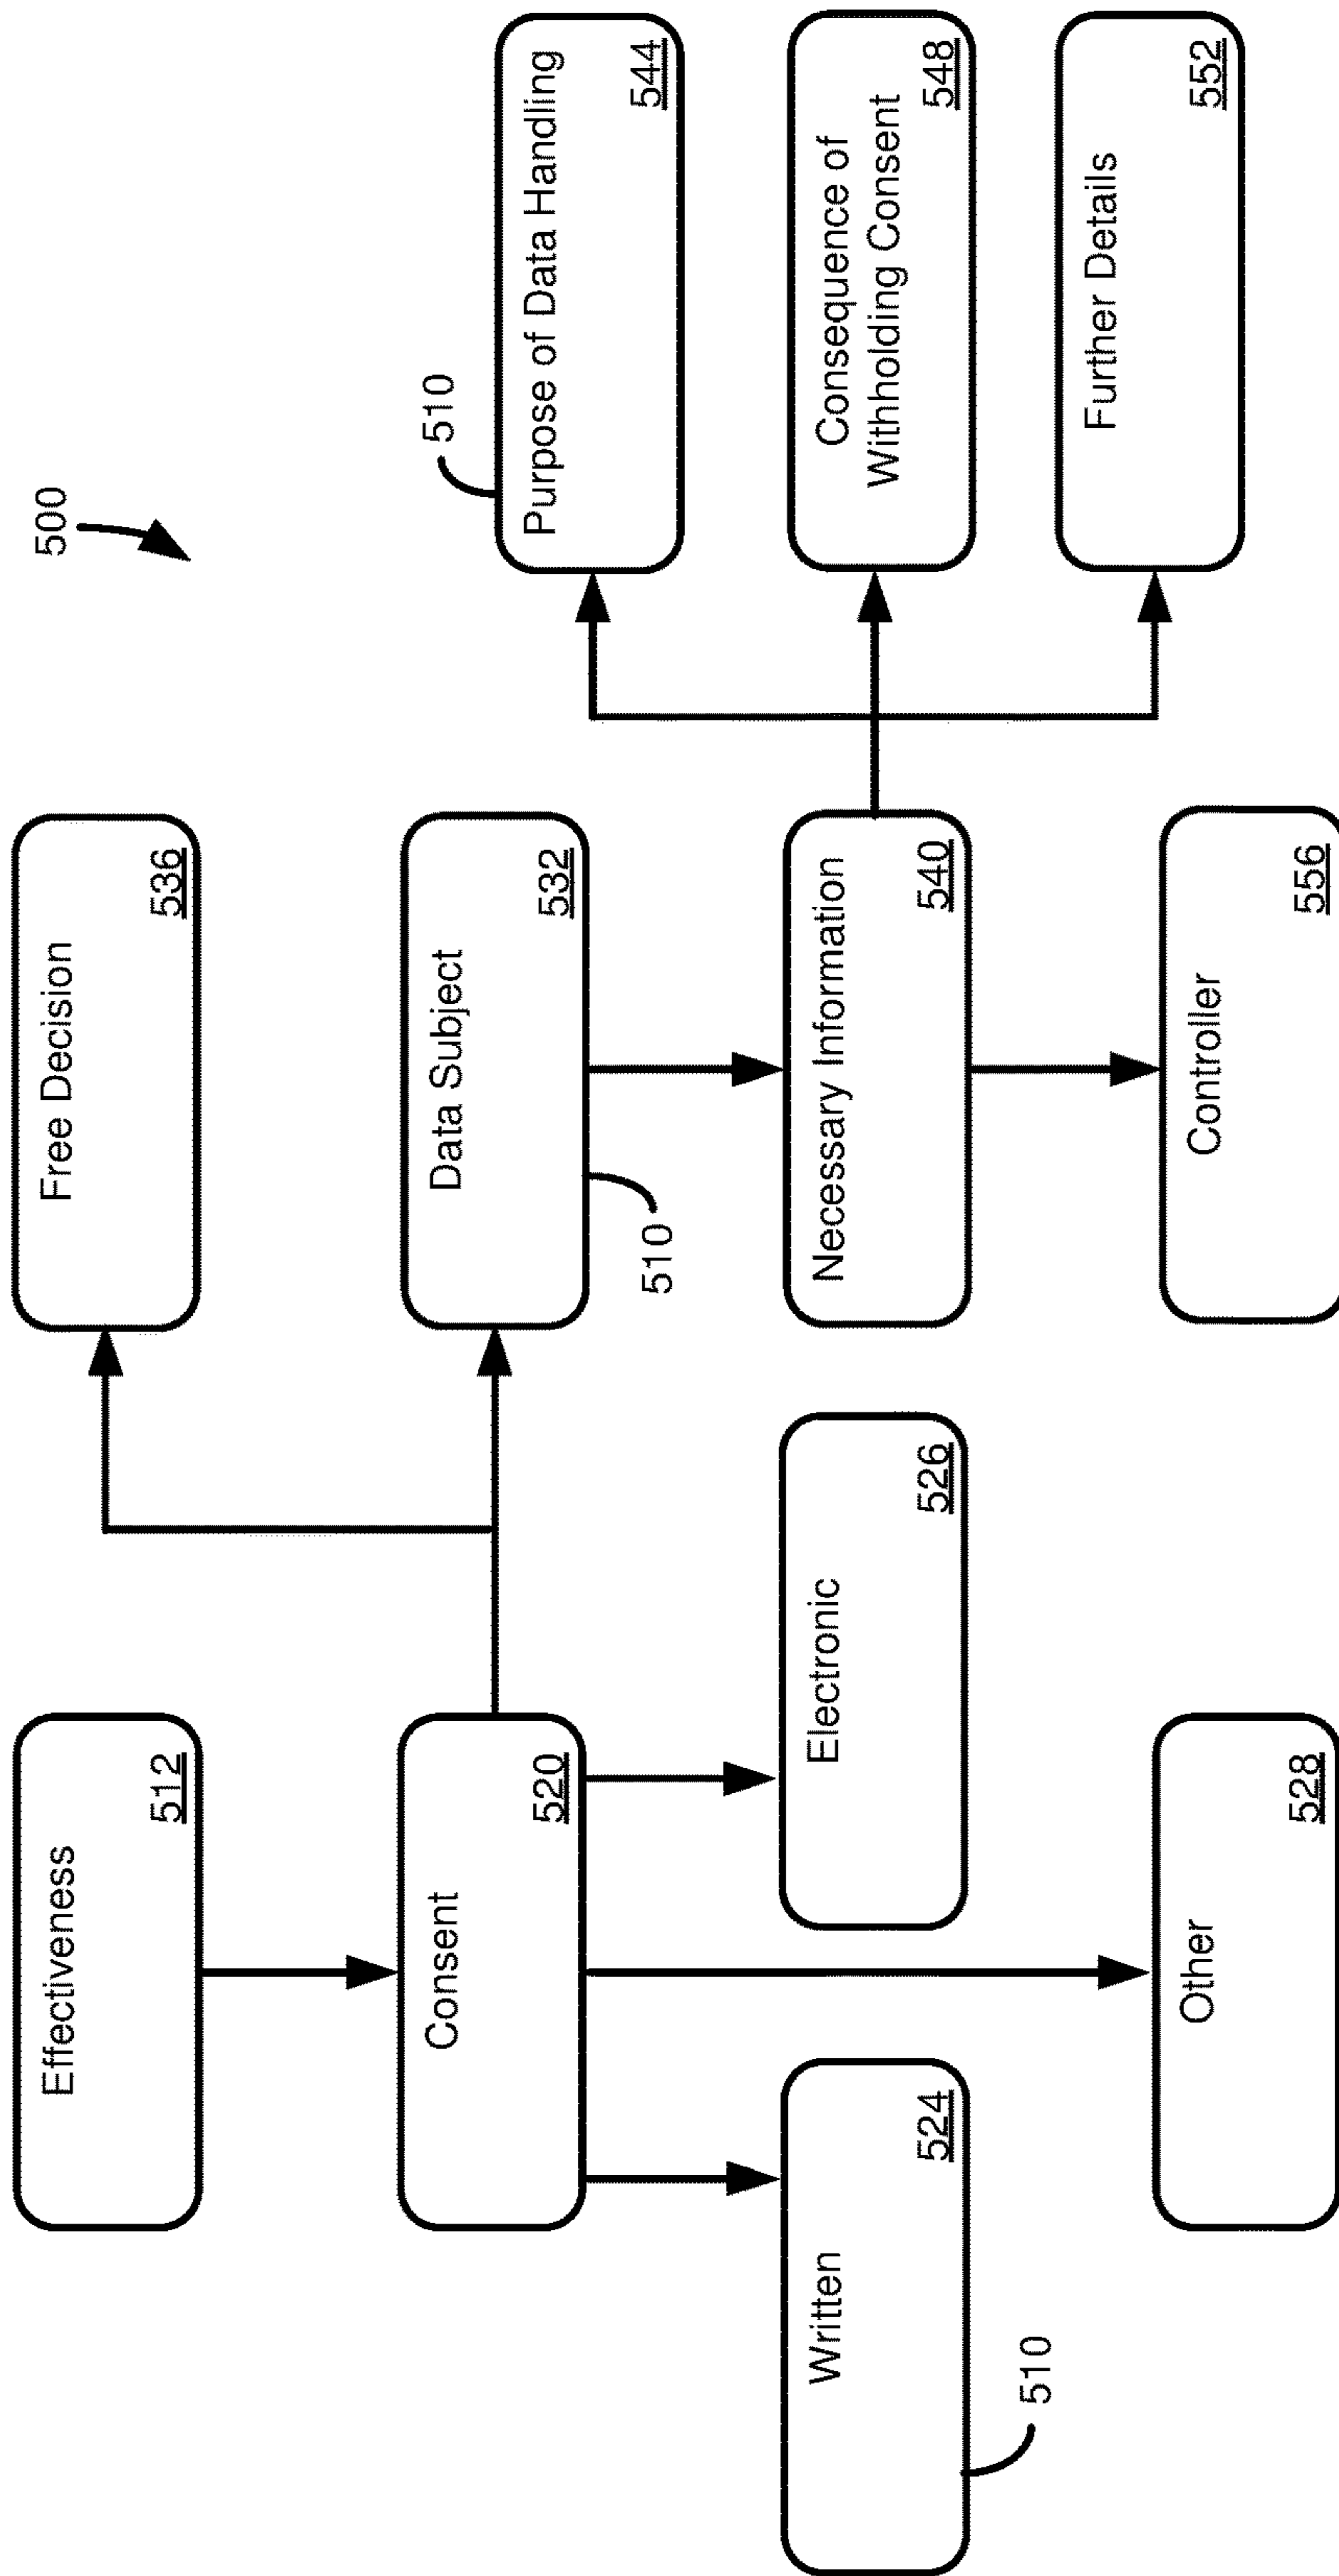 500
Effectiveness
512
Free Decision
536
510
Purpose of Data Handling
544
Consent
520
Data Subject
532
510
Written
524
510
Electronic
526
Necessary Information
540
Consequence of
Withholding Consent
548
Other
528
Controller
556
Further Details
552